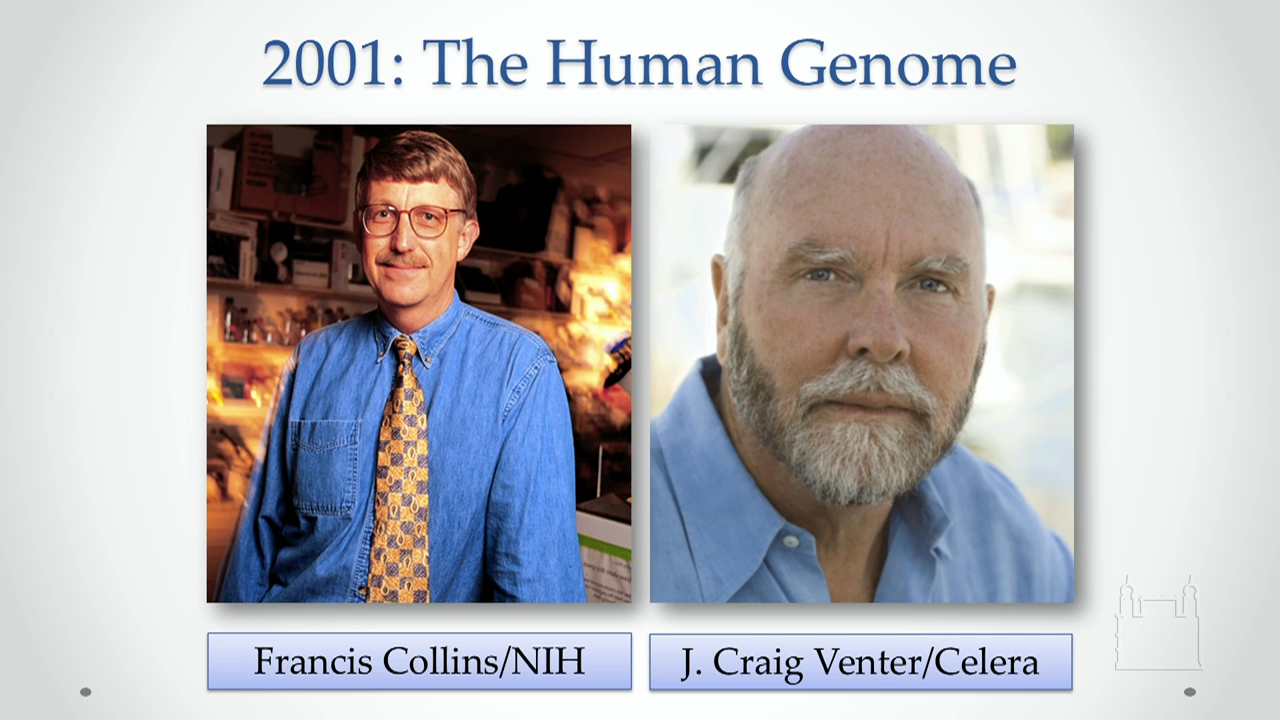 2001: The Human Genome
Francis Collins/NIH
J. Craig Venter/Celera